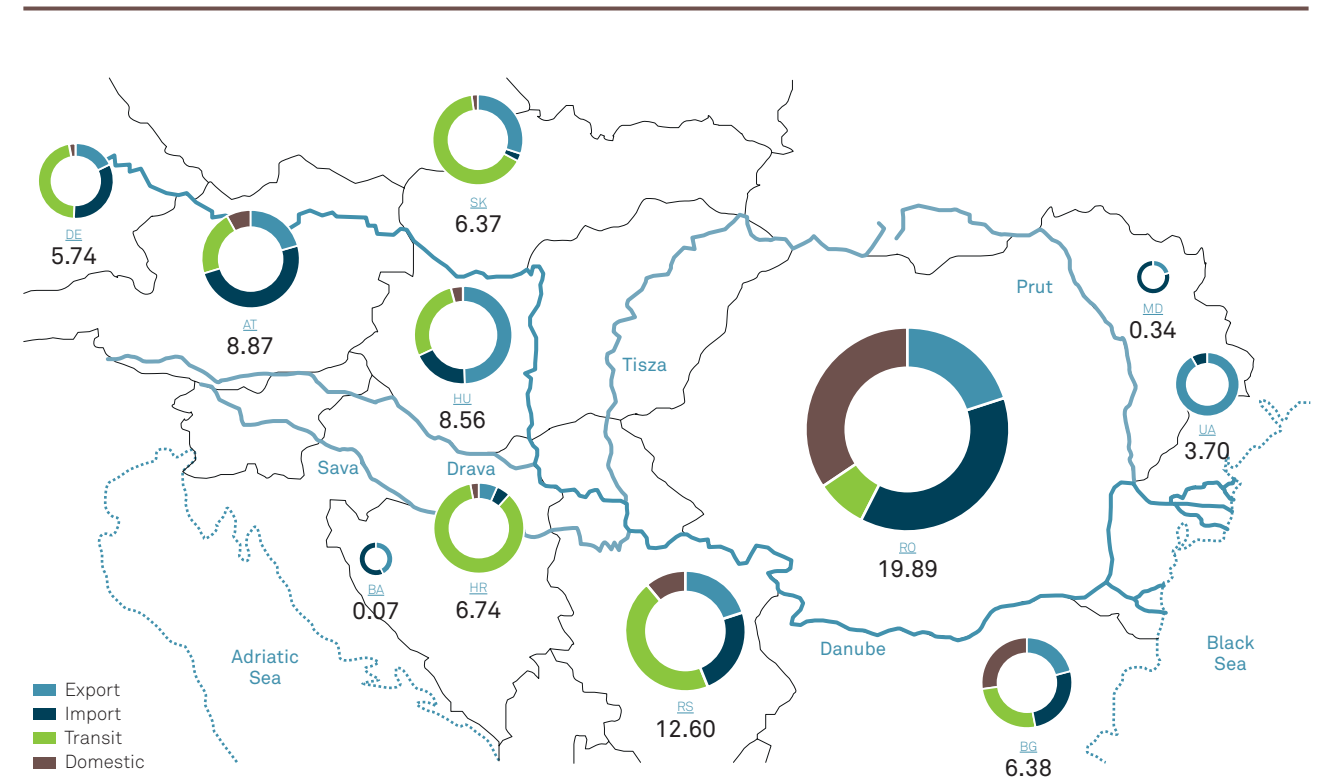 SK
6.37
DE
5.74
AT
8.87
Prut
MD
0.34
Tisza
HU
8.56
UA
3.70
Sava
Drava
RO
19.89
BA
0.07
HR
6.74
Adriatic
Sea
Danube
Black
Sea
RS
12.60
BG
6.38
Export
Import
Transit
Domestic